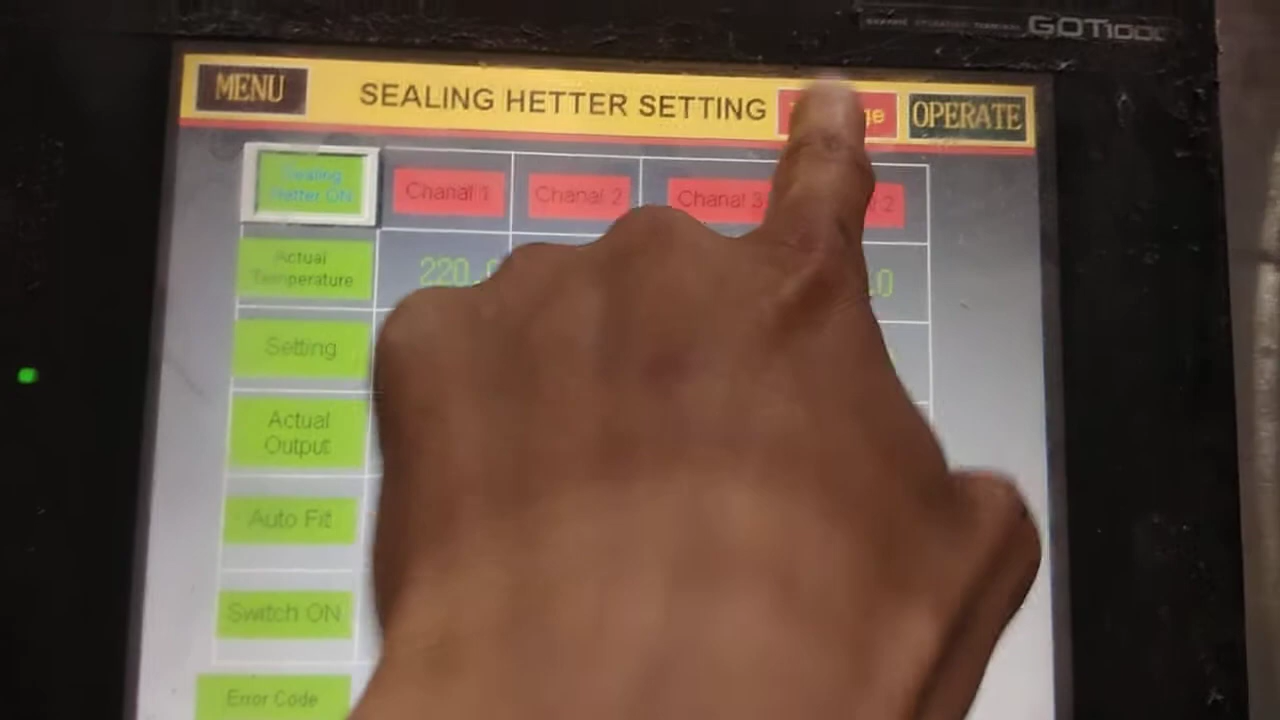 GOT1000
MENU
SEALING HETTER SETTING
OPERATE
Sealing
Hetter ON
Chanal 1
Chanal 2
Chanal 3
Actual
Temperature
Setting
Actual
Output
Auto Fit
Switch ON
Error Code